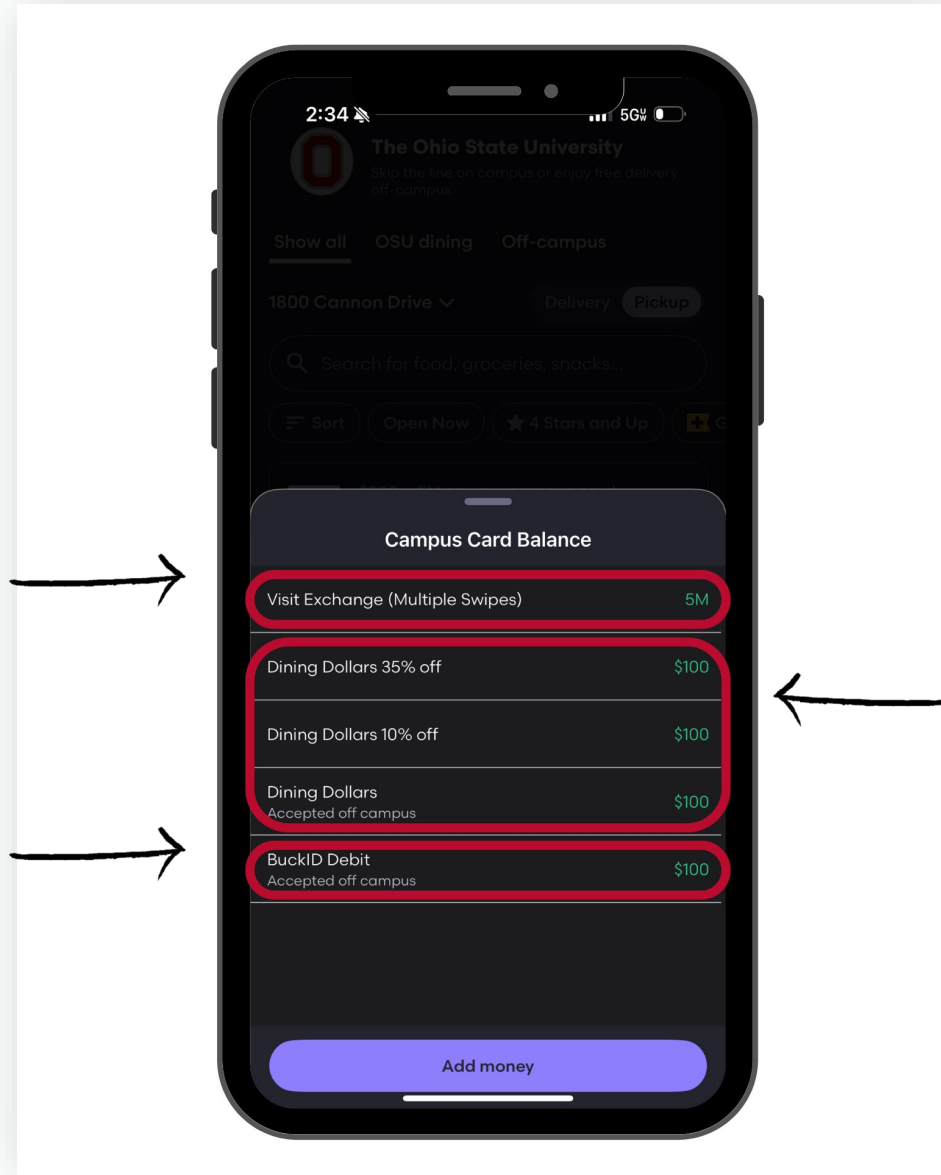 2:34 5G UW
The Ohio State University
Skip the line on campus or enjoy free delivery
off-campus.
Show all OSU dining Off-campus
1800 Cannon Drive Delivery Pickup
Search for food, groceries, snacks...
Sort Open Now 4 Stars and Up G
Campus Card Balance
Visit Exchange (Multiple Swipes) 5M
Dining Dollars 35% off $100
Dining Dollars 10% off $100
Dining Dollars
Accepted off campus $100
BuckID Debit
Accepted off campus $100
Add money